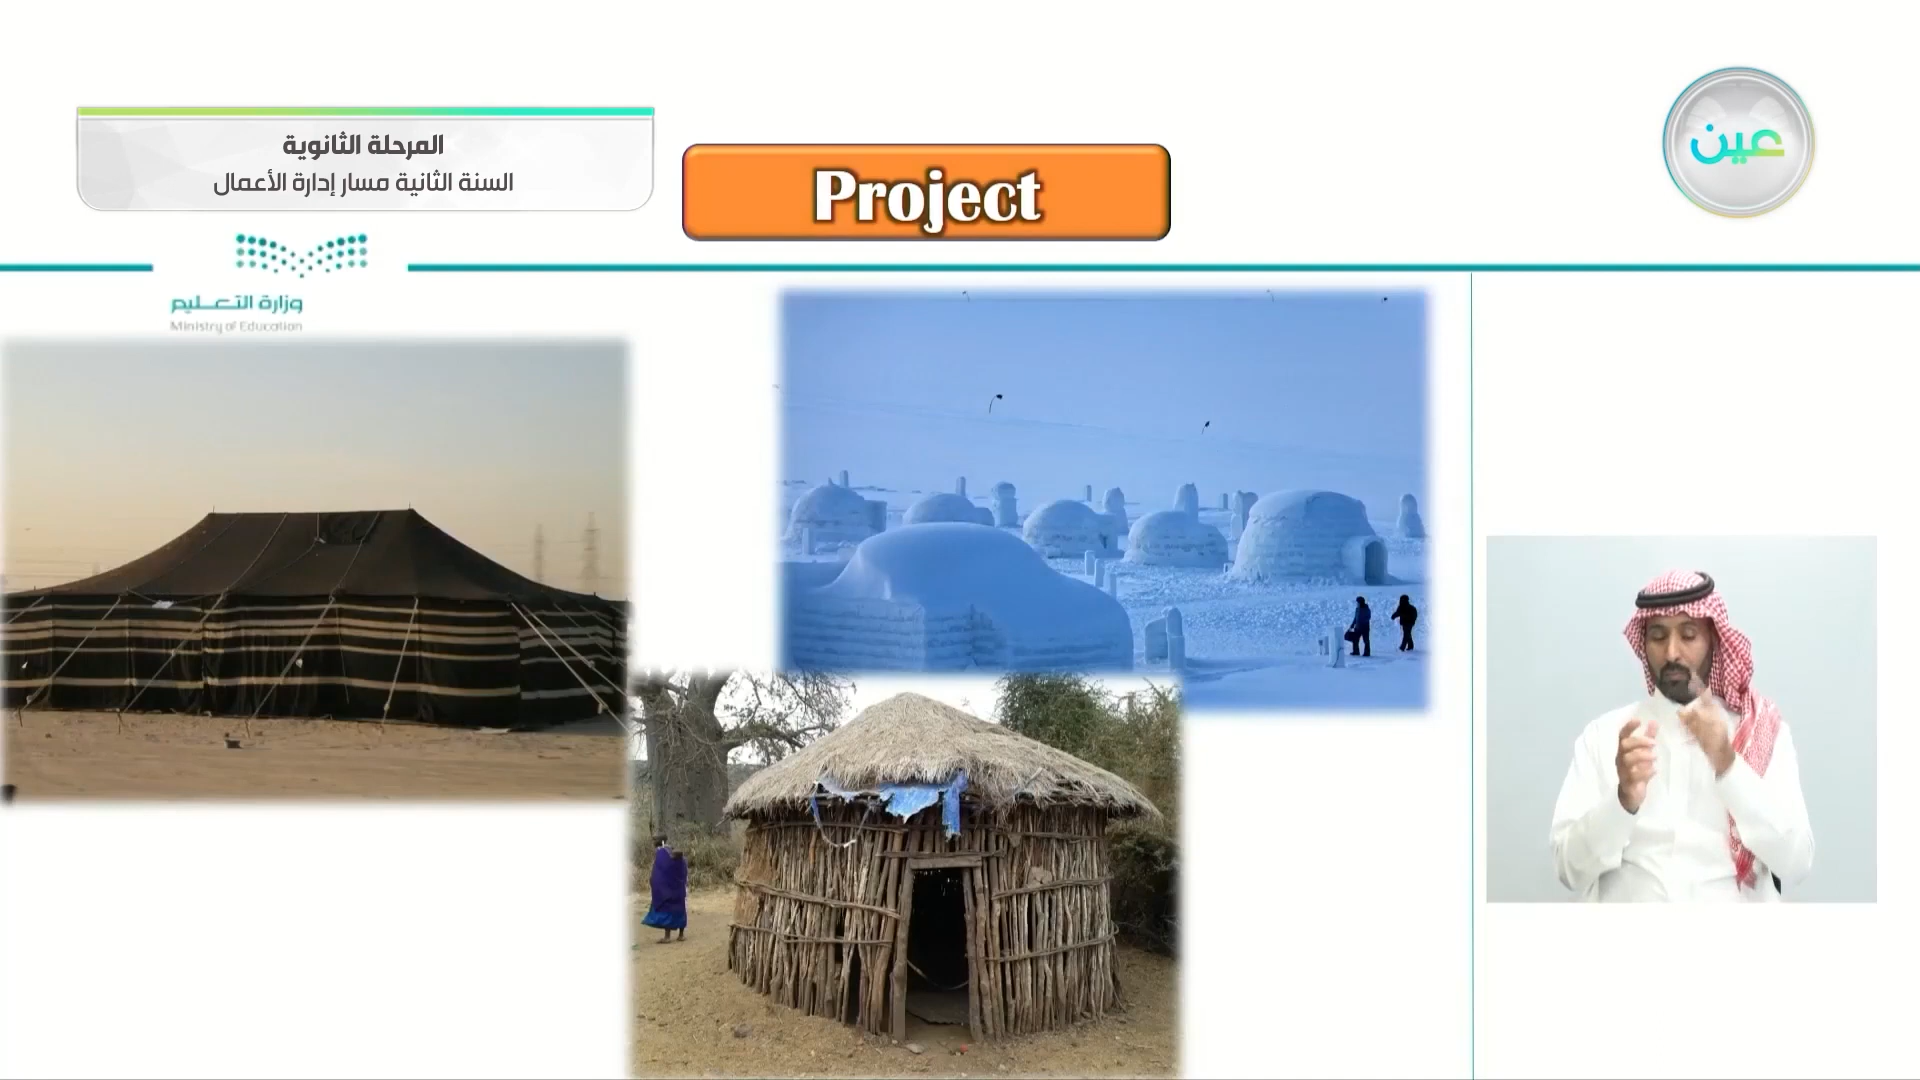 المرحلة الثانوية
السنة الثانية مسار إدارة الأعمال
Project
عين
وزارة التعليم
Ministry of Education